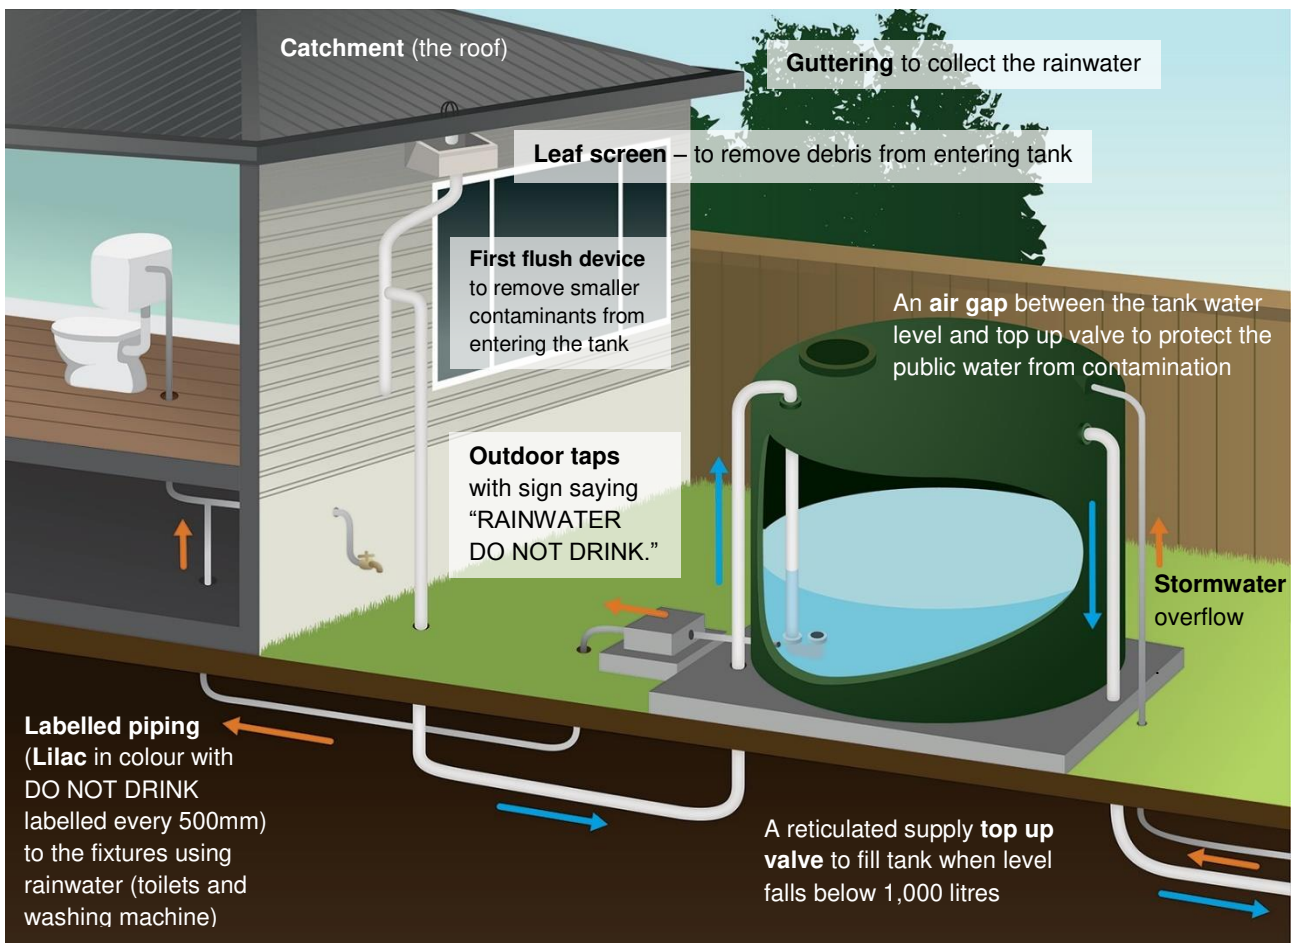 Catchment (the roof)
Guttering to collect the rainwater
Leaf screen – to remove debris from entering tank
First flush device
to remove smaller
contaminants from
entering the tank
An air gap between the tank water
level and top up valve to protect the
public water from contamination
Outdoor taps
with sign saying
“RAINWATER
DO NOT DRINK.”
Stormwater
overflow
Labelled piping
(Lilac in colour with
DO NOT DRINK
labelled every 500mm)
to the fixtures using
rainwater (toilets and
washing machine)
A reticulated supply top up
valve to fill tank when level
falls below 1,000 litres